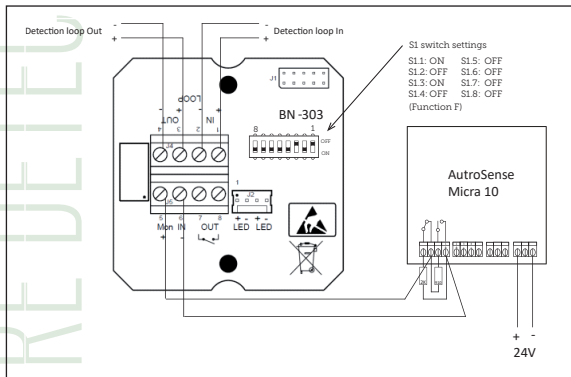 Detection loop Out
-
+
-
+
Detection loop In
S1 switch settings
S1.1: ON S1.5: OFF
S1.2: OFF S1.6: OFF
S1.3: ON S1.7: OFF
S1.4: OFF S1.8: OFF
(Function F)
J1
LOOP
OUT IN
+ - - +
J4
4 3 2 1
BN-303
8 1
OFF
ON
AutroSense
Micra 10
J5
1
J2
5 6 7 8
Mon IN OUT
+ -
+ - + -
LED LED
+ -
24V
FIRE DETECT